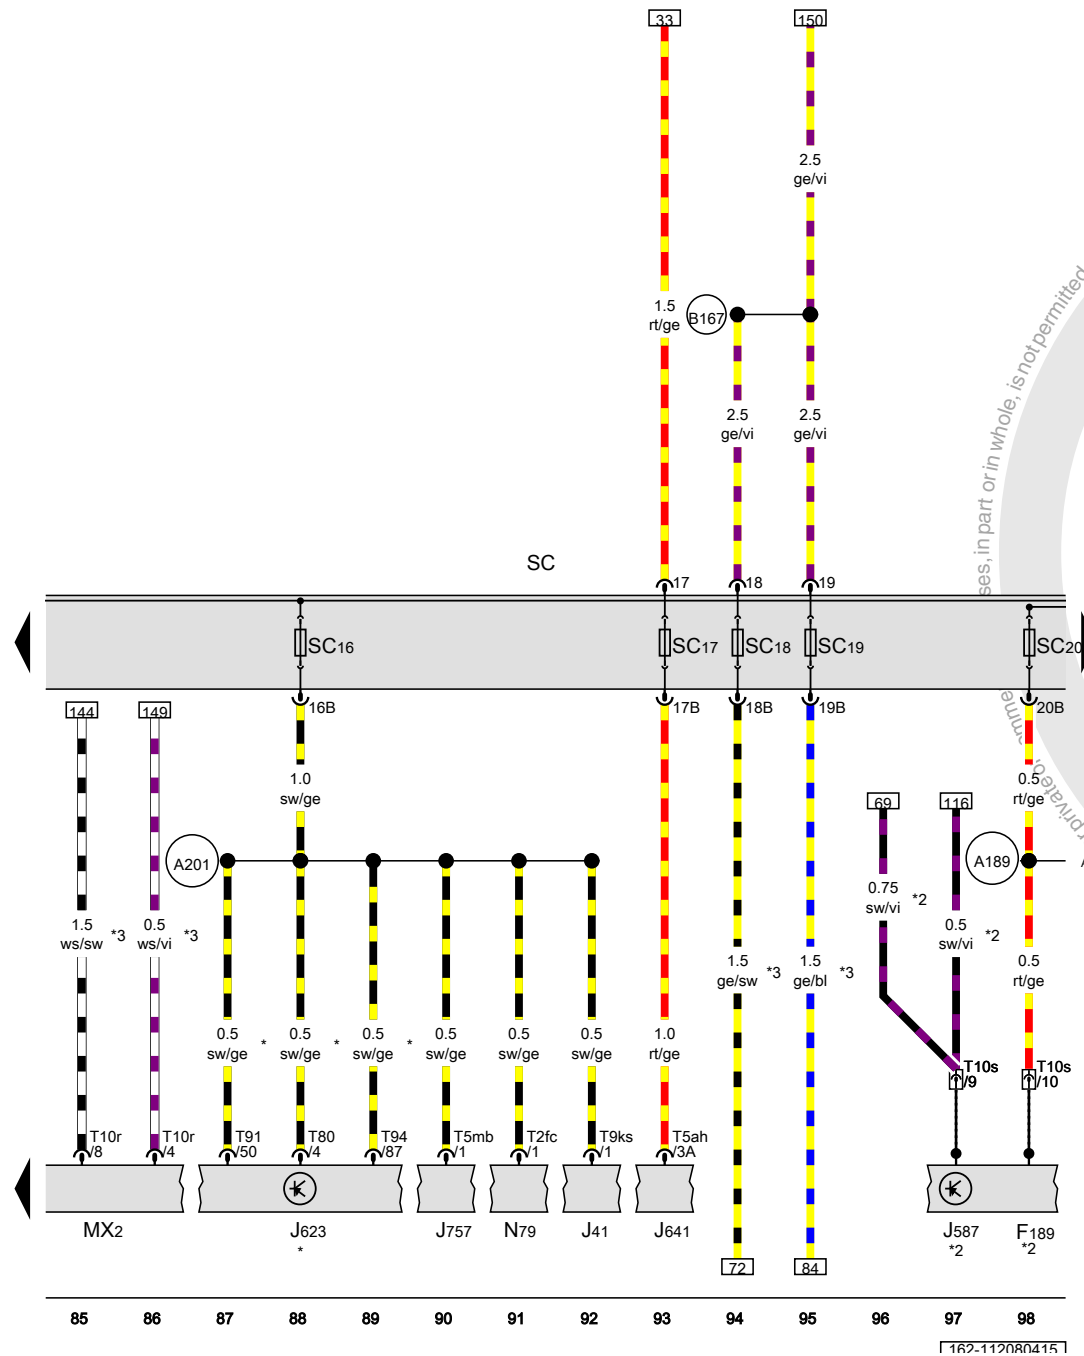 33
150
2.5
ge/vi
1.5
rt/ge
B167
2.5
ge/vi
2.5
ge/vi
ses, in part or in whole, is not permitted
SC
17
18
19
SC16
SC17
SC18
SC19
SC20
16B
17B
18B
19B
20B
144
149
1.0
sw/ge
0.5
rt/ge
69
116
A201
A189
0.75
sw/vi
*2
1.5
ws/sw
*3
0.5
ws/vi
*3
0.5
sw/vi
*2
1.5
ge/sw
*3
1.5
ge/bl
*3
0.5
rt/ge
0.5
sw/ge
*
0.5
sw/ge
*
0.5
sw/ge
*
0.5
sw/ge
0.5
sw/ge
0.5
sw/ge
1.0
rt/ge
T10s
/9
T10s
/10
T10r
/8
T10r
/4
T91
/50
T80
/4
T94
/87
T5mb
/1
T2fc
/1
T9ks
/1
T5ah
/3A
MX2
J623
*
J757
N79
J41
J641
J587
*2
F189
*2
72
84
85 86 87 88 89 90 91 92 93 94 95 96 97 98
162-112080415